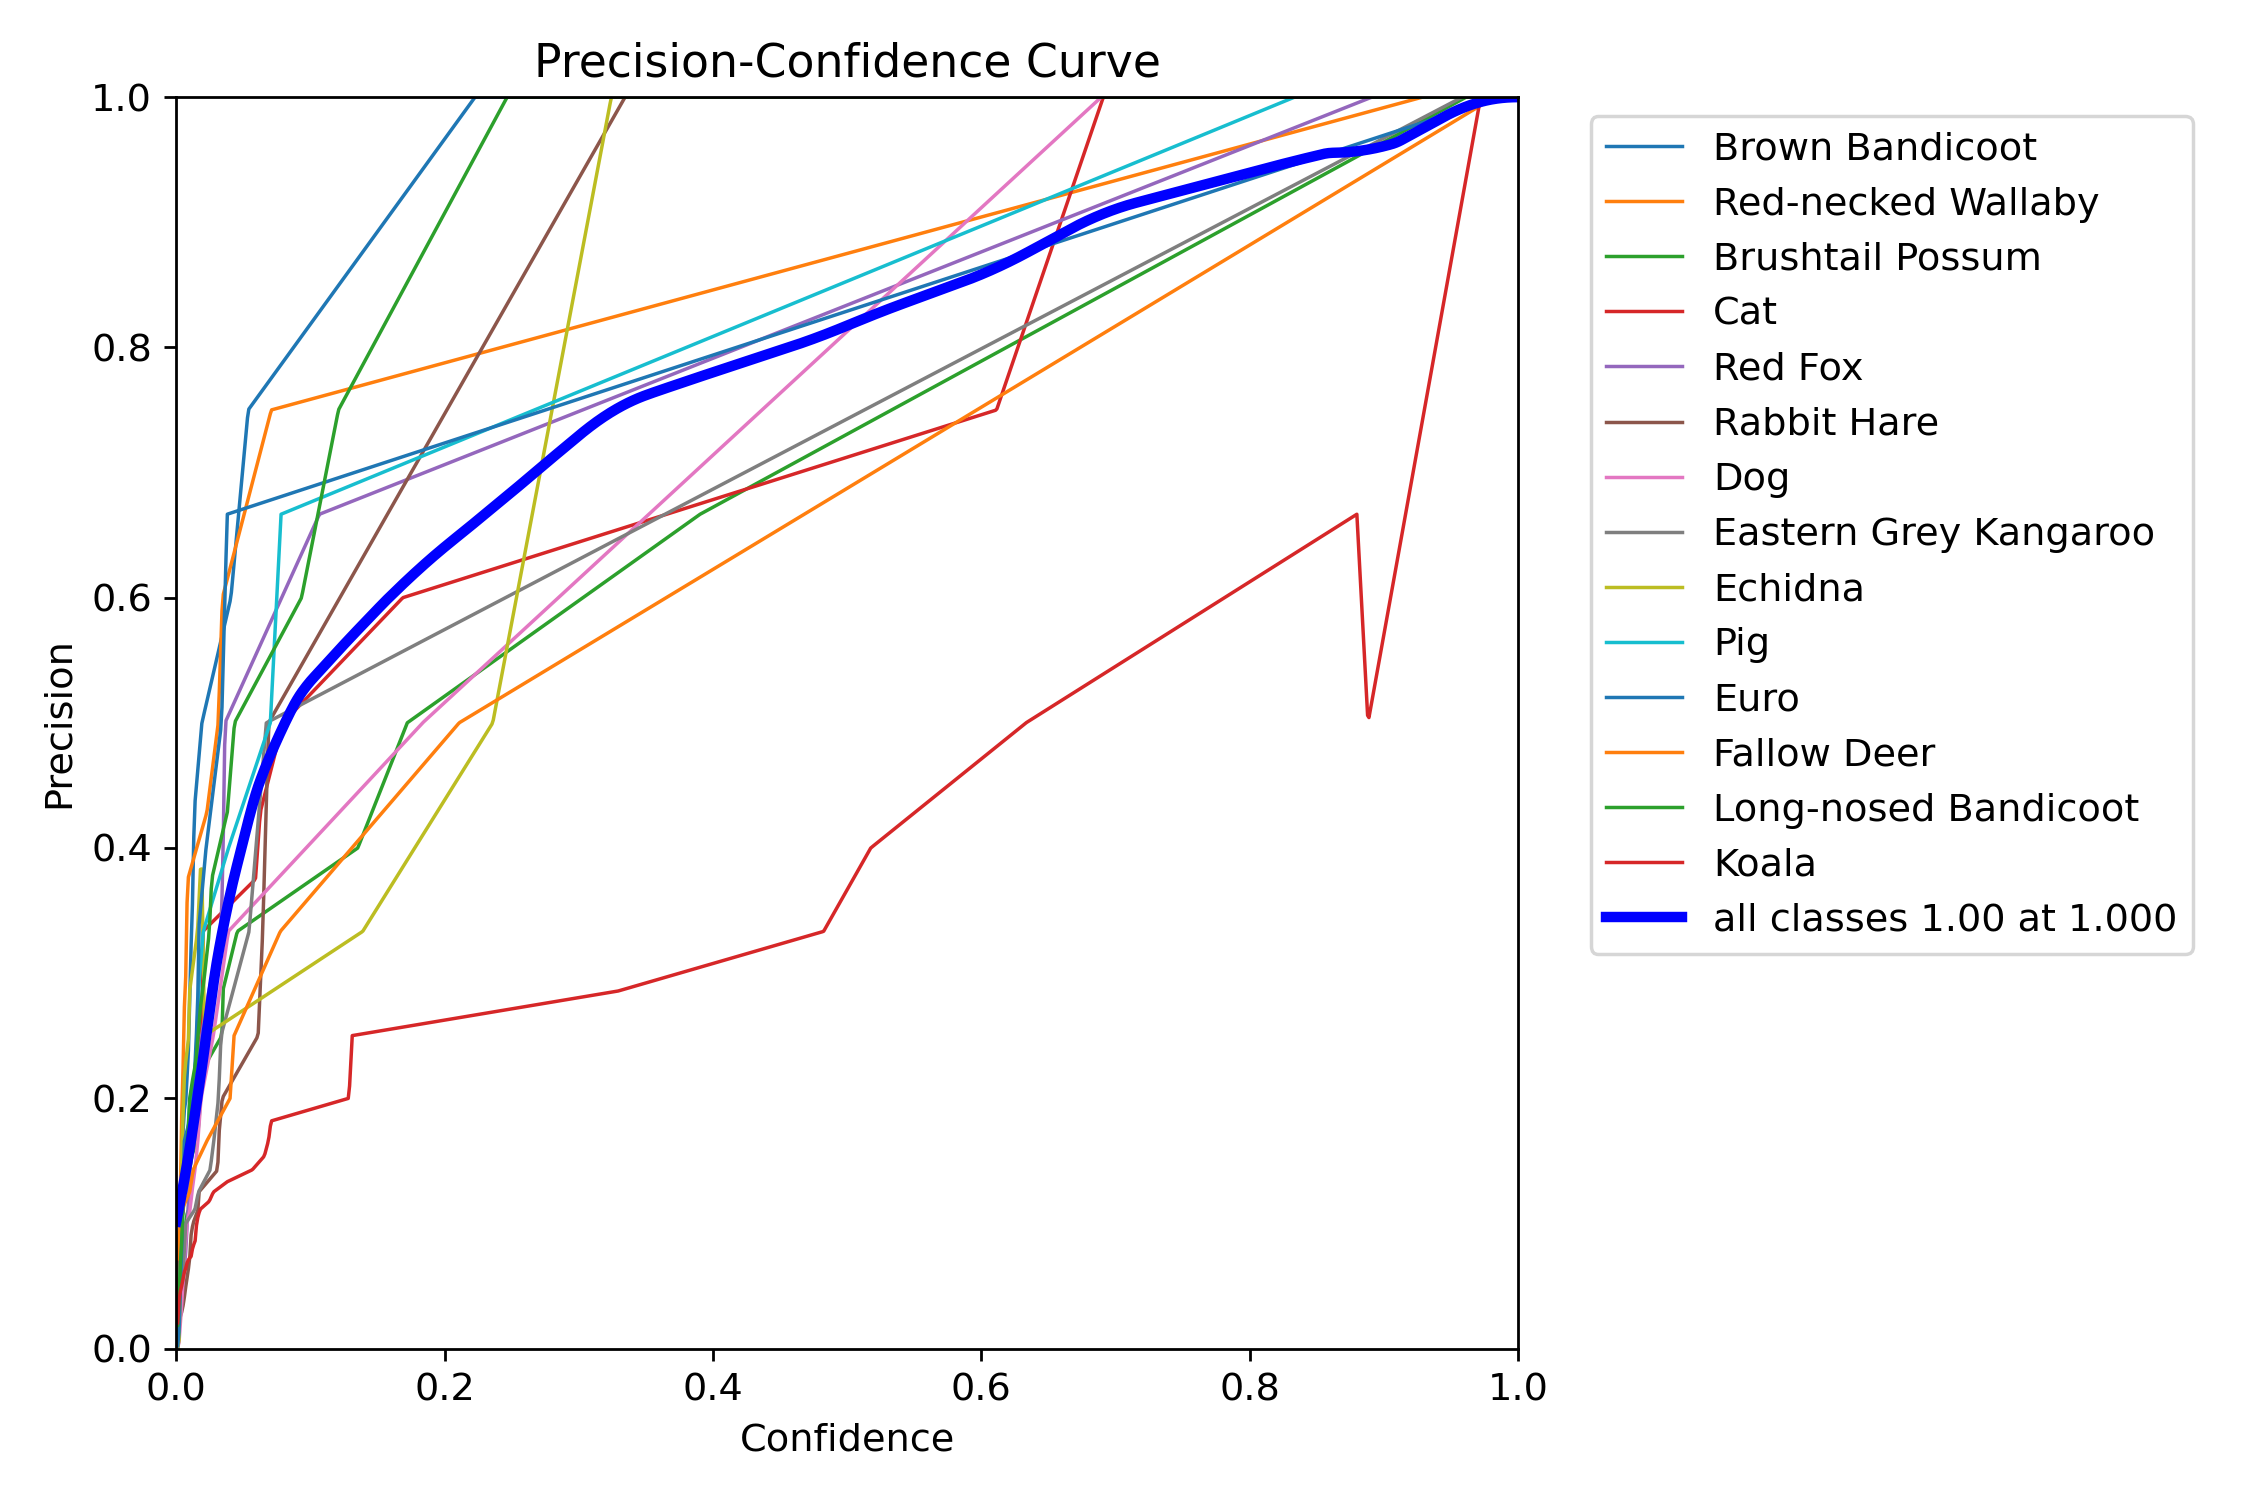 Precision-Confidence Curve
1.0
0.8
0.6
0.4
0.2
0.0
Precision
0.0 0.2 0.4 0.6 0.8 1.0
Confidence
Brown Bandicoot
Red-necked Wallaby
Brushtail Possum
Cat
Red Fox
Rabbit Hare
Dog
Eastern Grey Kangaroo
Echidna
Pig
Euro
Fallow Deer
Long-nosed Bandicoot
Koala
all classes 1.00 at 1.000